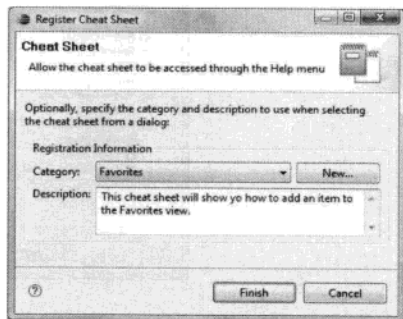 Register Cheat Sheet
Cheat Sheet
Allow the cheat sheet to be accessed through the Help menu
Optionally, specify the category and description to use when selecting
the cheat sheet from a dialog:
Registration Information
Category: Favorites New...
Description: This cheat sheet will show yo how to add an item to
the Favorites view.
Finish Cancel